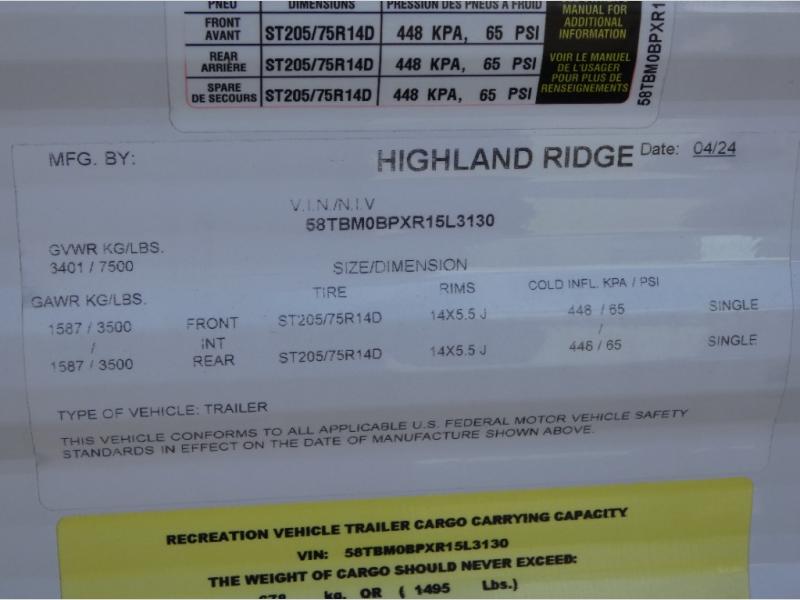 PNEU DIMENSIONS PRESSION DES PNEUS A FROID
FRONT AVANT ST205/75R14D 448 KPA, 65 PSI
REAR ARRIÈRE ST205/75R14D 448 KPA, 65 PSI
SPARE DE SECOURS ST205/75R14D 448 KPA, 65 PSI
MANUAL FOR
ADDITIONAL
INFORMATION
VOIR LE MANUEL
DE L'USAGER
POUR PLUS DE
RENSEIGNEMENTS
58TBM0BPXR1
MFG. BY: HIGHLAND RIDGE Date: 04/24
V.I.N./N.I.V
58TBM0BPXR15L3130
GVWR KG/LBS.
3401 / 7500
SIZE/DIMENSION
GAWR KG/LBS. TIRE RIMS COLD INFL. KPA / PSI
1587 / 3500 FRONT ST205/75R14D 14X5.5 J 448 / 65 SINGLE
/ INT /
1587 / 3500 REAR ST205/75R14D 14X5.5 J 448 / 65 SINGLE
TYPE OF VEHICLE: TRAILER
THIS VEHICLE CONFORMS TO ALL APPLICABLE U.S. FEDERAL MOTOR VEHICLE SAFETY
STANDARDS IN EFFECT ON THE DATE OF MANUFACTURE SHOWN ABOVE.
RECREATION VEHICLE TRAILER CARGO CARRYING CAPACITY
VIN: 58TBM0BPXR15L3130
THE WEIGHT OF CARGO SHOULD NEVER EXCEED:
678 kg. OR ( 1495 Lbs.)